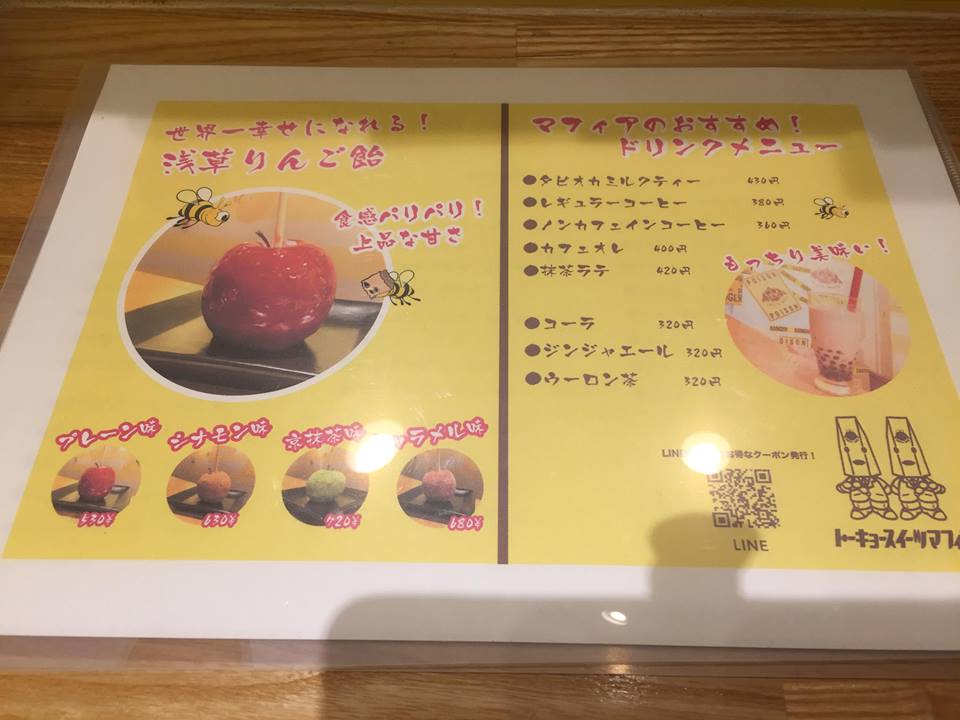 世界一幸せになれる！
浅草りんご飴
食感パリパリ！
上品な甘さ
プレーン味
シナモン味
京抹茶味
ラメル味
630¥
630¥
720¥
680¥
マフィアのおすすめ！
ドリンクメニュー
●タピオカミルクティー 430円
●レギュラーコーヒー 380円
●ノンカフェインコーヒー 360円
●カフェオレ 400円
●抹茶ラテ 420円
もっちり美味い！
●コーラ 320円
●ジンジャエール 320円
●ウーロン茶 320円
POISON
POISON
LINE お得なクーポン発行！
LINE
トーキョースイーツマフィ